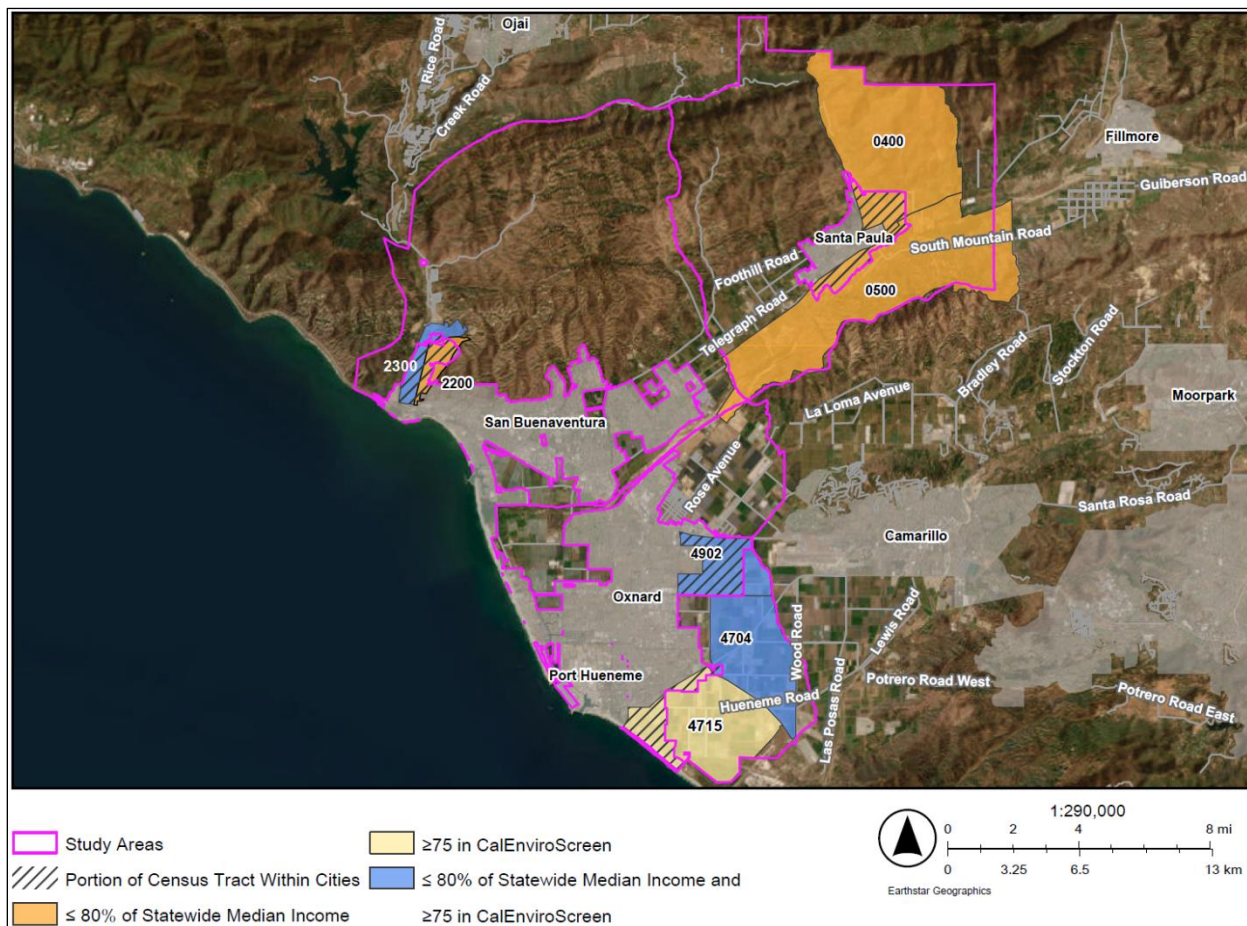 Ojai
Rice Road
Creek Road
0400
Fillmore
Guiberson Road
Santa Paula
South Mountain Road
Foothill Road
0500
Telegraph Road
Bradley Road
Stockton Road
2300
2200
La Loma Avenue
Moorpark
San Buenaventura
Rose Avenue
Santa Rosa Road
4902
Camarillo
Oxnard
Wood Road
Lewis Road
4704
Port Hueneme
Potrero Road West
Hueneme Road
Las Posas Road
Potrero Road East
4715
Study Areas
Portion of Census Tract Within Cities
≤ 80% of Statewide Median Income
≥75 in CalEnviroScreen
≤ 80% of Statewide Median Income and
≥75 in CalEnviroScreen
1:290,000
0 2 4 8 mi
0 3.25 6.5 13 km
Earthstar Geographics